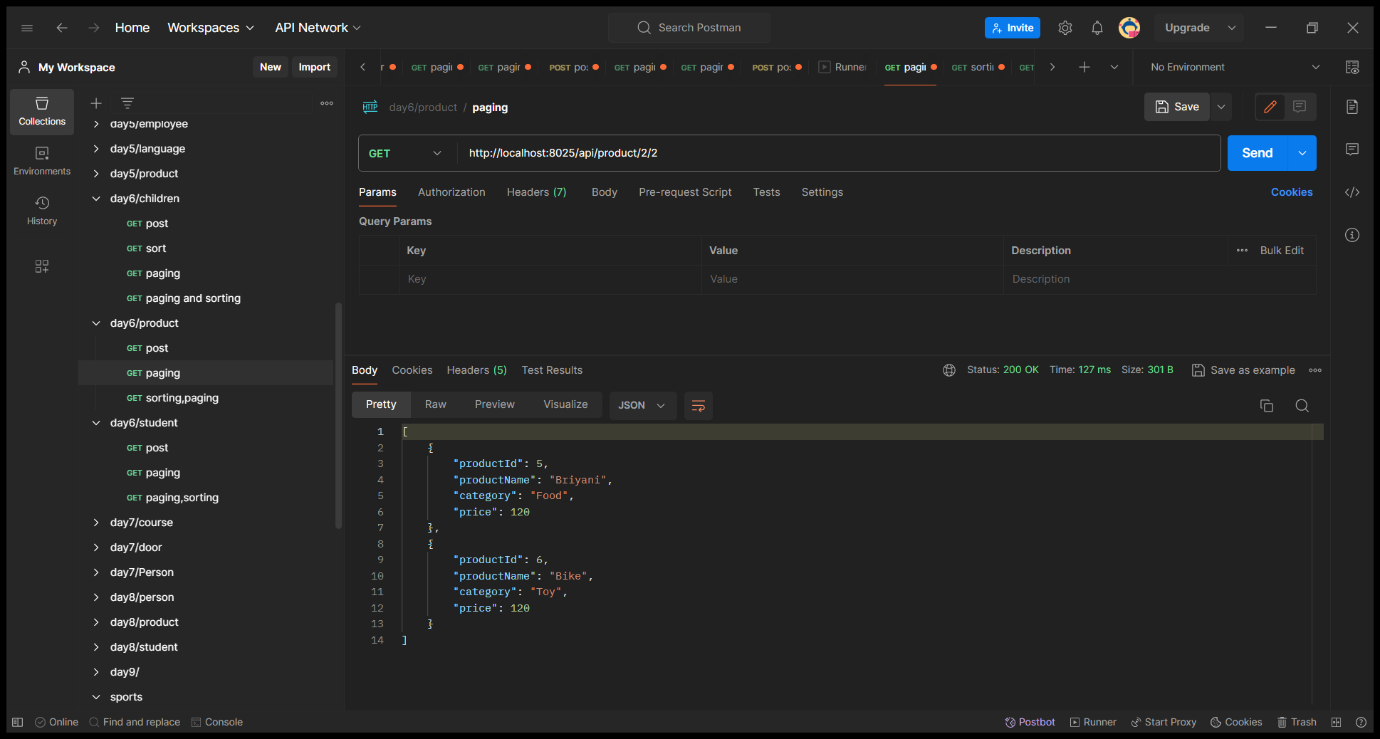 Home Workspaces API Network Search Postman Invite Upgrade
My Workspace New Import
GET pagin GET pagin POST po: GET pagin GET pagin POST po: Runne GET pagin GET sortin GET No Environment
Collections
Environments
History
day5/employee
day5/language
day5/product
day6/children
GET post
GET sort
GET paging
GET paging and sorting
day6/product
GET post
GET paging
GET sorting,paging
day6/student
GET post
GET paging
GET paging,sorting
day7/course
day7/door
day7/Person
day8/person
day8/product
day8/student
day9/
sports
HTTP day6/product / paging Save
GET http://localhost:8025/api/product/2/2 Send
Params Authorization Headers (7) Body Pre-request Script Tests Settings Cookies
Query Params
Key Value Description Bulk Edit
Key Value Description
Body Cookies Headers (5) Test Results Status: 200 OK Time: 127 ms Size: 301 B Save as example
Pretty Raw Preview Visualize JSON
1 [
2 {
3 "productId": 5,
4 "productName": "Briyani",
5 "category": "Food",
6 "price": 120
7 },
8 {
9 "productId": 6,
10 "productName": "Bike",
11 "category": "Toy",
12 "price": 120
13 }
14 ]
Online Find and replace Console Postbot Runner Start Proxy Cookies Trash